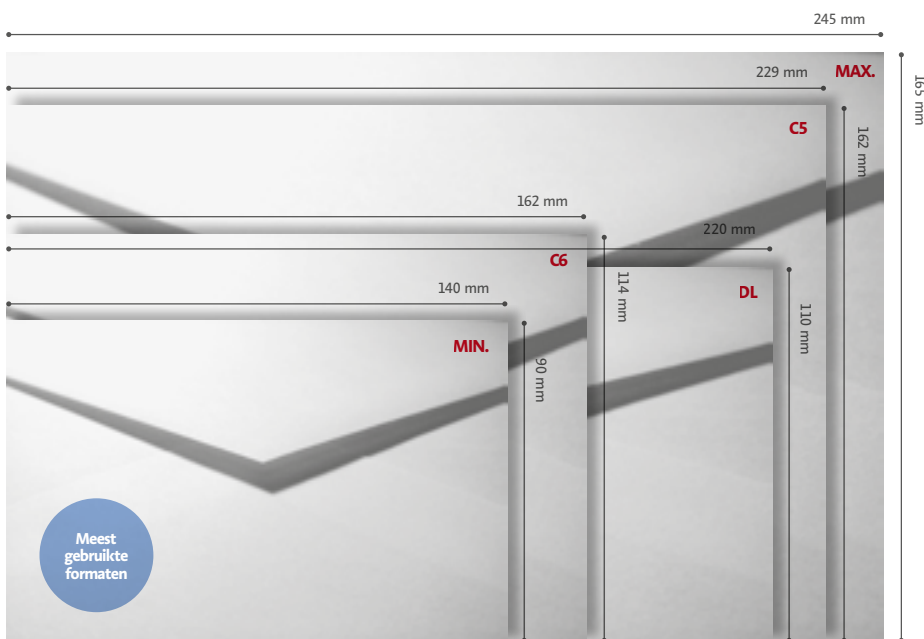 245 mm
229 mm
MAX.
165 mm
C5
162 mm
162 mm
220 mm
C6
114 mm
140 mm
DL
110 mm
MIN.
90 mm
Meest
gebruikte
formaten